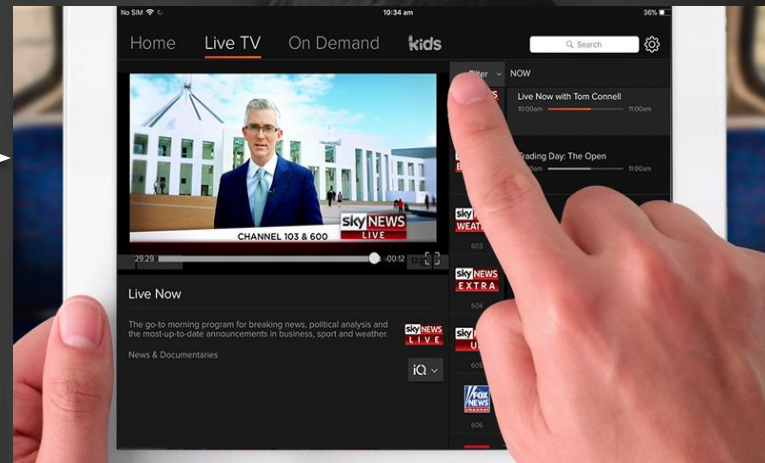 No SIM
10:34 am
36%
Home Live TV On Demand kids
Search
Filter
NOW
Live Now with Tom Connell
10:00am 11:00am
Trading Day: The Open
11:00am
sky NEWS
LIVE
CHANNEL 103 & 600
29:29
-00:12
sky
WEAT
603
sky NEWS
EXTRA
604
sky
605
FOX
NEWS
channel
606
Live Now
The go-to morning program for breaking news, political analysis and
the most-up-to-date announcements in business, sport and weather.
News & Documentaries
sky NEWS
LIVE
iQ